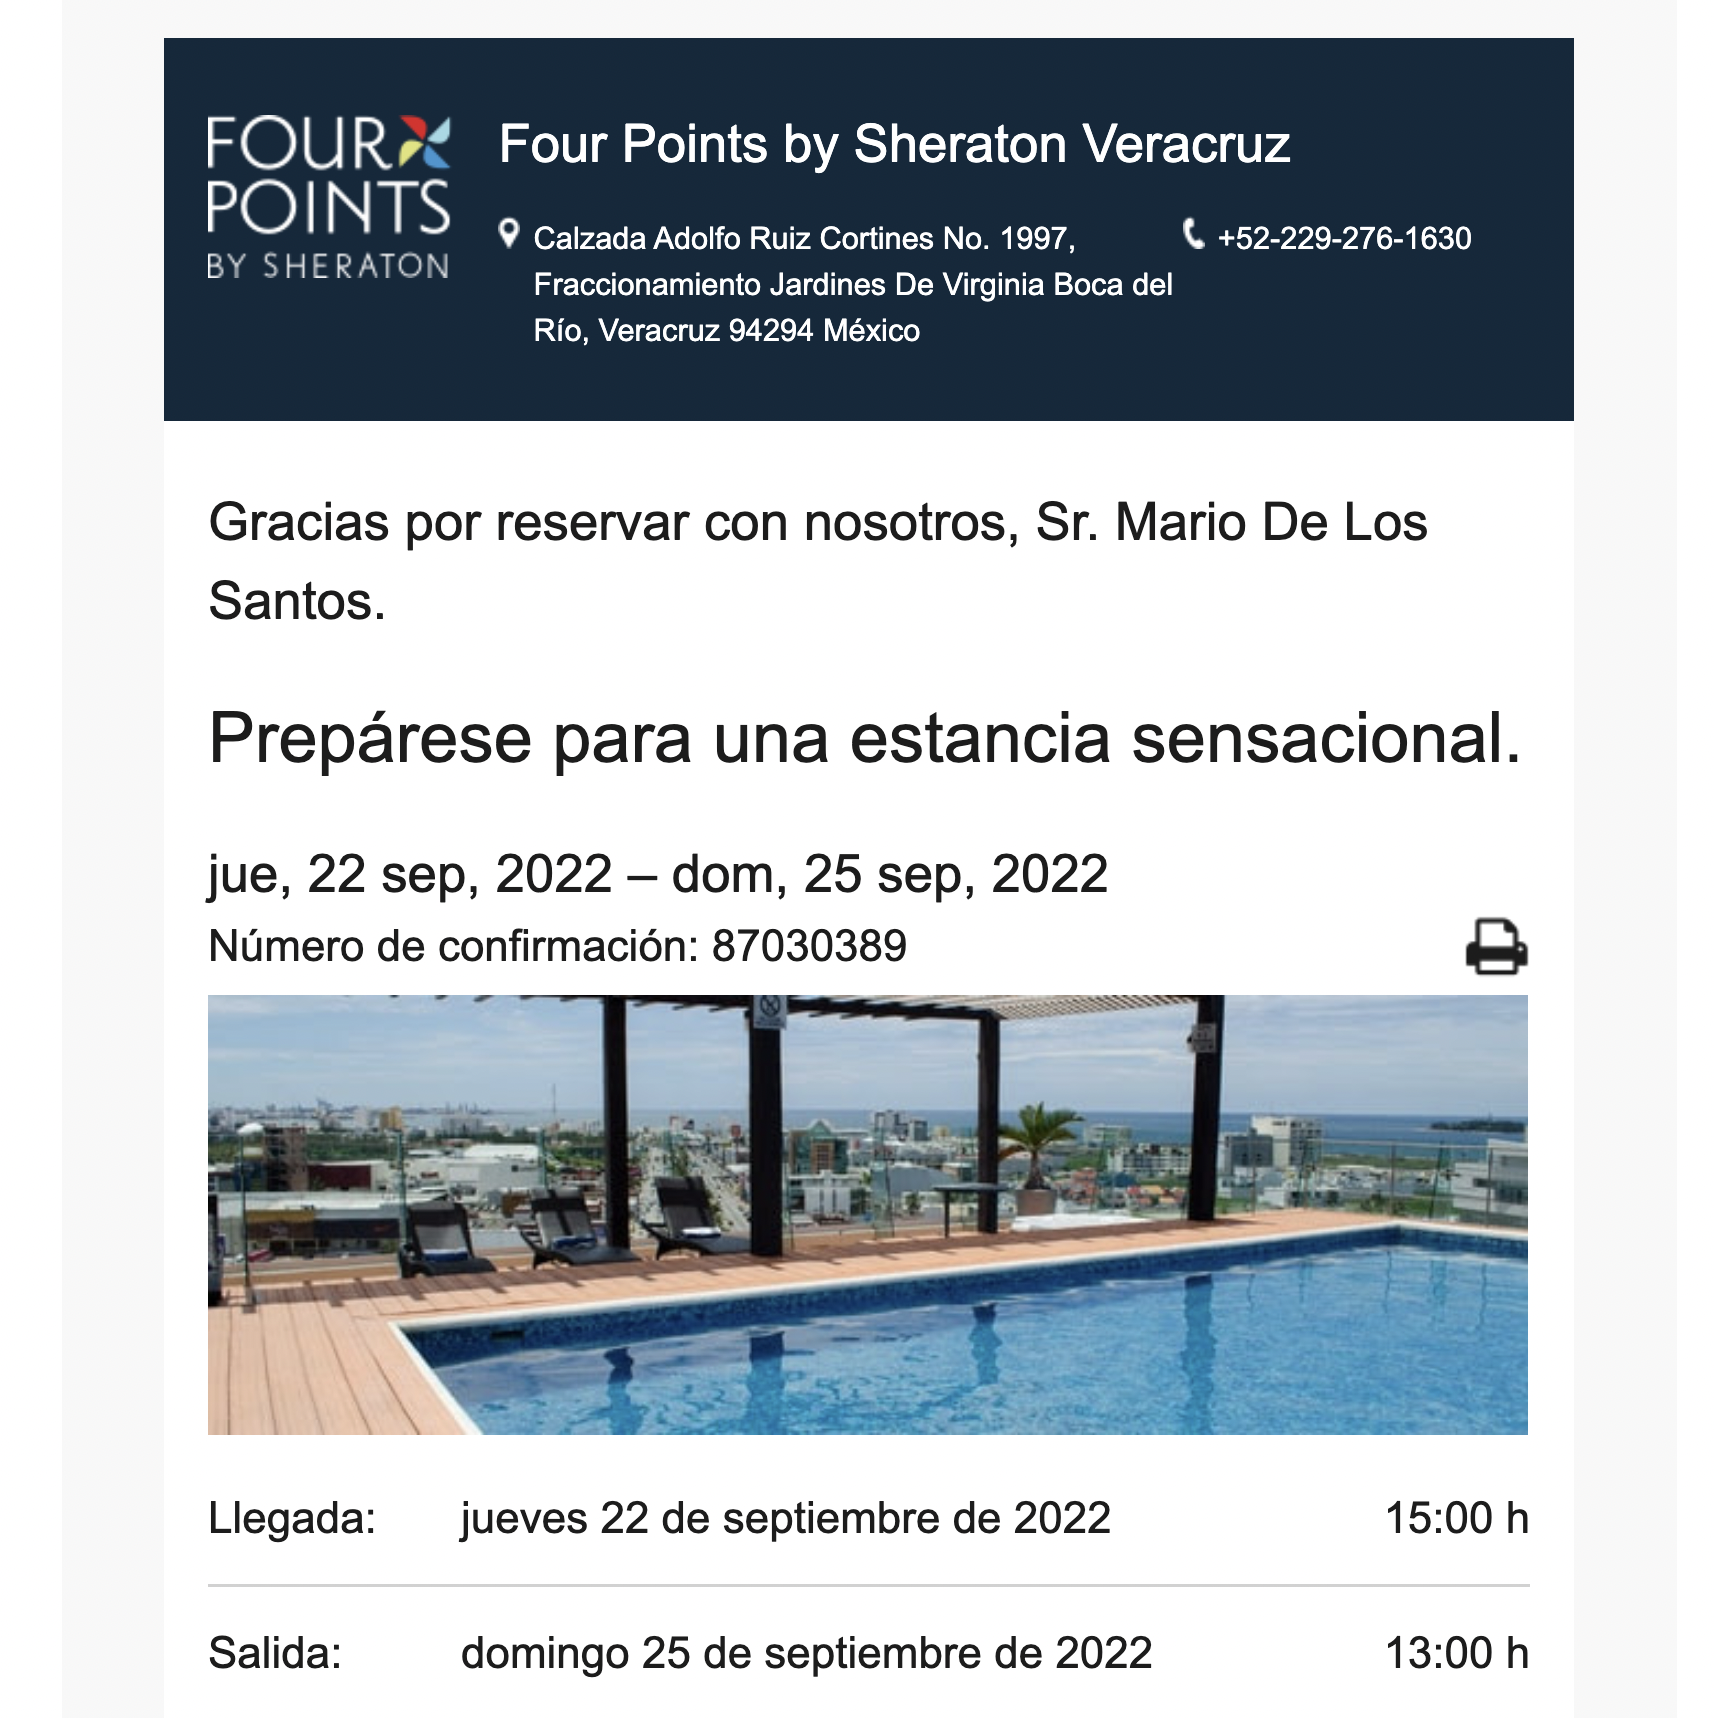 FOUR
POINTS
BY SHERATON
Four Points by Sheraton Veracruz
Calzada Adolfo Ruiz Cortines No. 1997,
Fraccionamiento Jardines De Virginia Boca del
Río, Veracruz 94294 México
+52-229-276-1630
Gracias por reservar con nosotros, Sr. Mario De Los
Santos.
Prepárese para una estancia sensacional.
jue, 22 sep, 2022 – dom, 25 sep, 2022
Número de confirmación: 87030389
Llegada: jueves 22 de septiembre de 2022 15:00 h
Salida: domingo 25 de septiembre de 2022 13:00 h